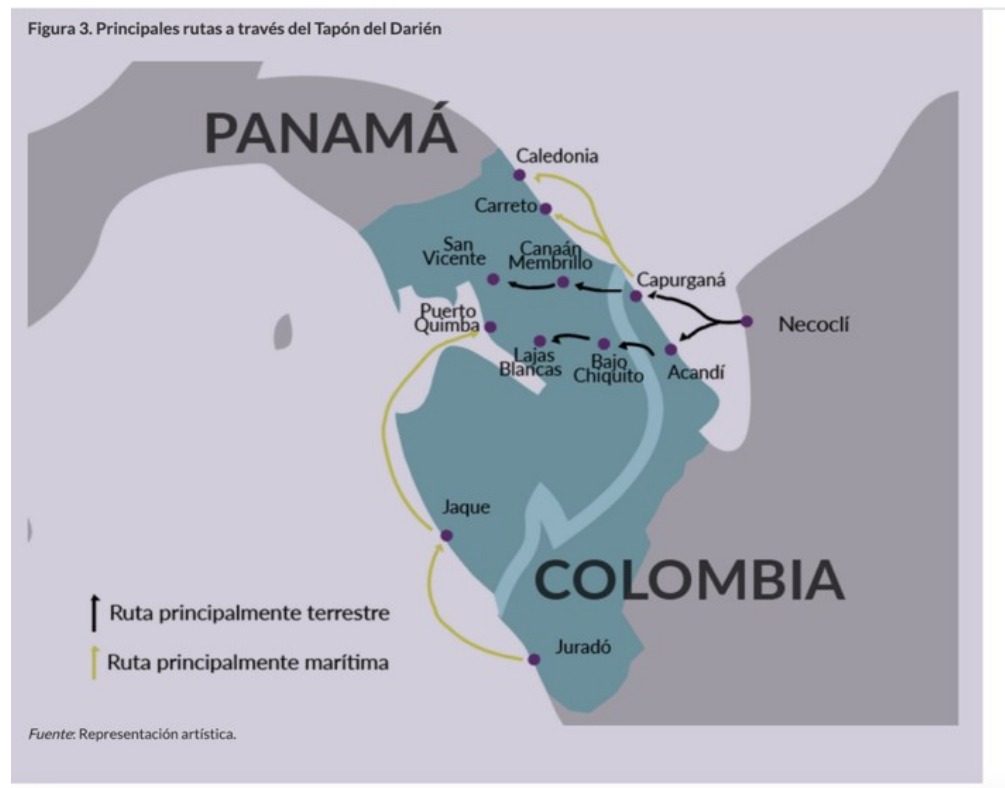 Figura 3. Principales rutas a través del Tapón del Darién
PANAMÁ
Caledonia
Carreto
San
Vicente
Canaán
Membrillo
Capurganá
Necoclí
Puerto
Quimba
Lajas
Blancas
Bajo
Chiquito
Acandí
Jaque
COLOMBIA
Juradó
Ruta principalmente terrestre
Ruta principalmente marítima
Fuente: Representación artística.